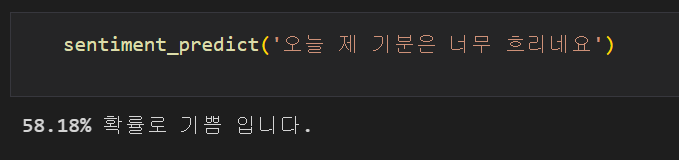 sentiment_predict('오늘 제 기분은 너무 흐리네요')
58.18% 확률로 기쁨 입니다.